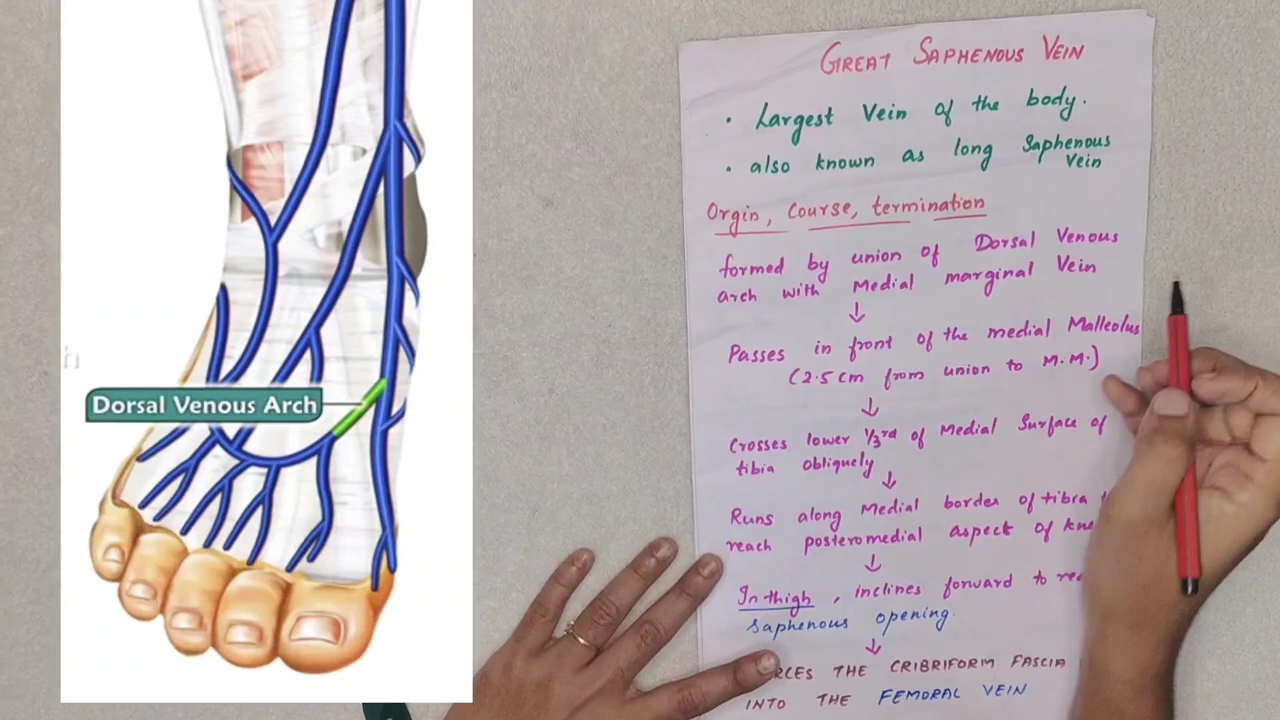 Dorsal Venous Arch
h
GREAT SAPHENOUS VEIN
• Largest Vein of the body.
• also known as long Saphenous
Vein
Orgin, Course, termination
formed by union of Dorsal Venous
arch with Medial marginal Vein
↓
Passes in front of the medial Malleolus
(2.5 cm from union to M.M.)
↓
Crosses lower 1/3rd of Medial Surface of
tibia obliquely
↓
Runs along Medial border of tibia
reach posteromedial aspect of
↓
In thigh, inclines forward to
Saphenous opening.
↓
THE CRIBRIFORM FASCIA
INTO THE FEMORAL VEIN